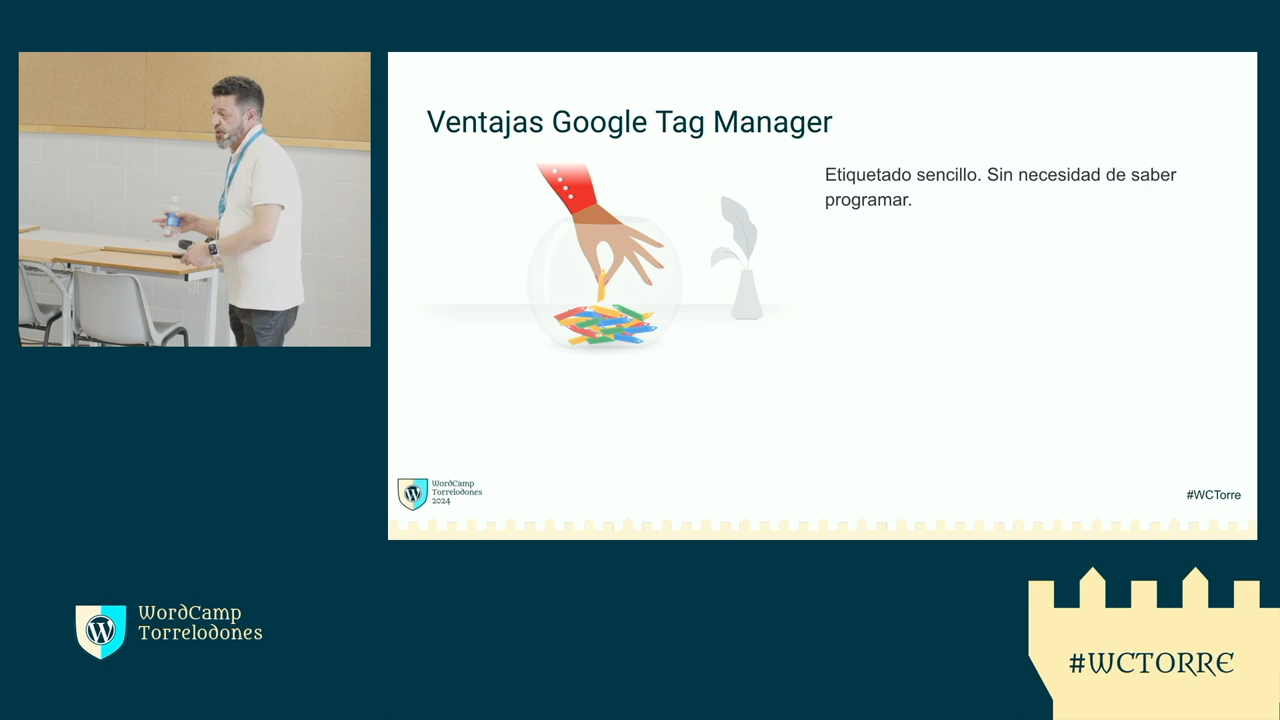 Ventajas Google Tag Manager
Etiquetado sencillo. Sin necesidad de saber
programar.
WordCamp
Torrelodones
2024
#WCTorre
WordCamp
Torrelodones
#WCTORRE